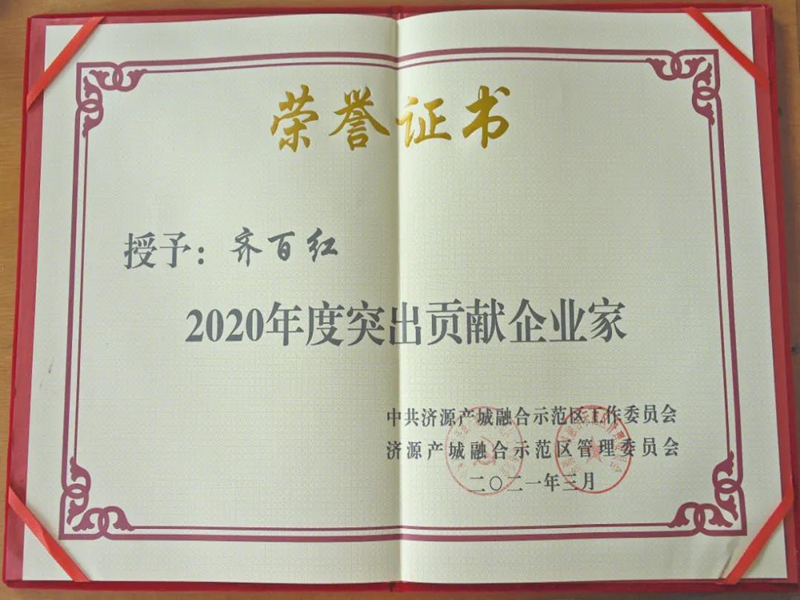 荣誉证书
授予：齐百红
2020年度突出贡献企业家
中共济源产城融合示范区工作委员会
济源产城融合示范区管理委员会
二〇二一年三月